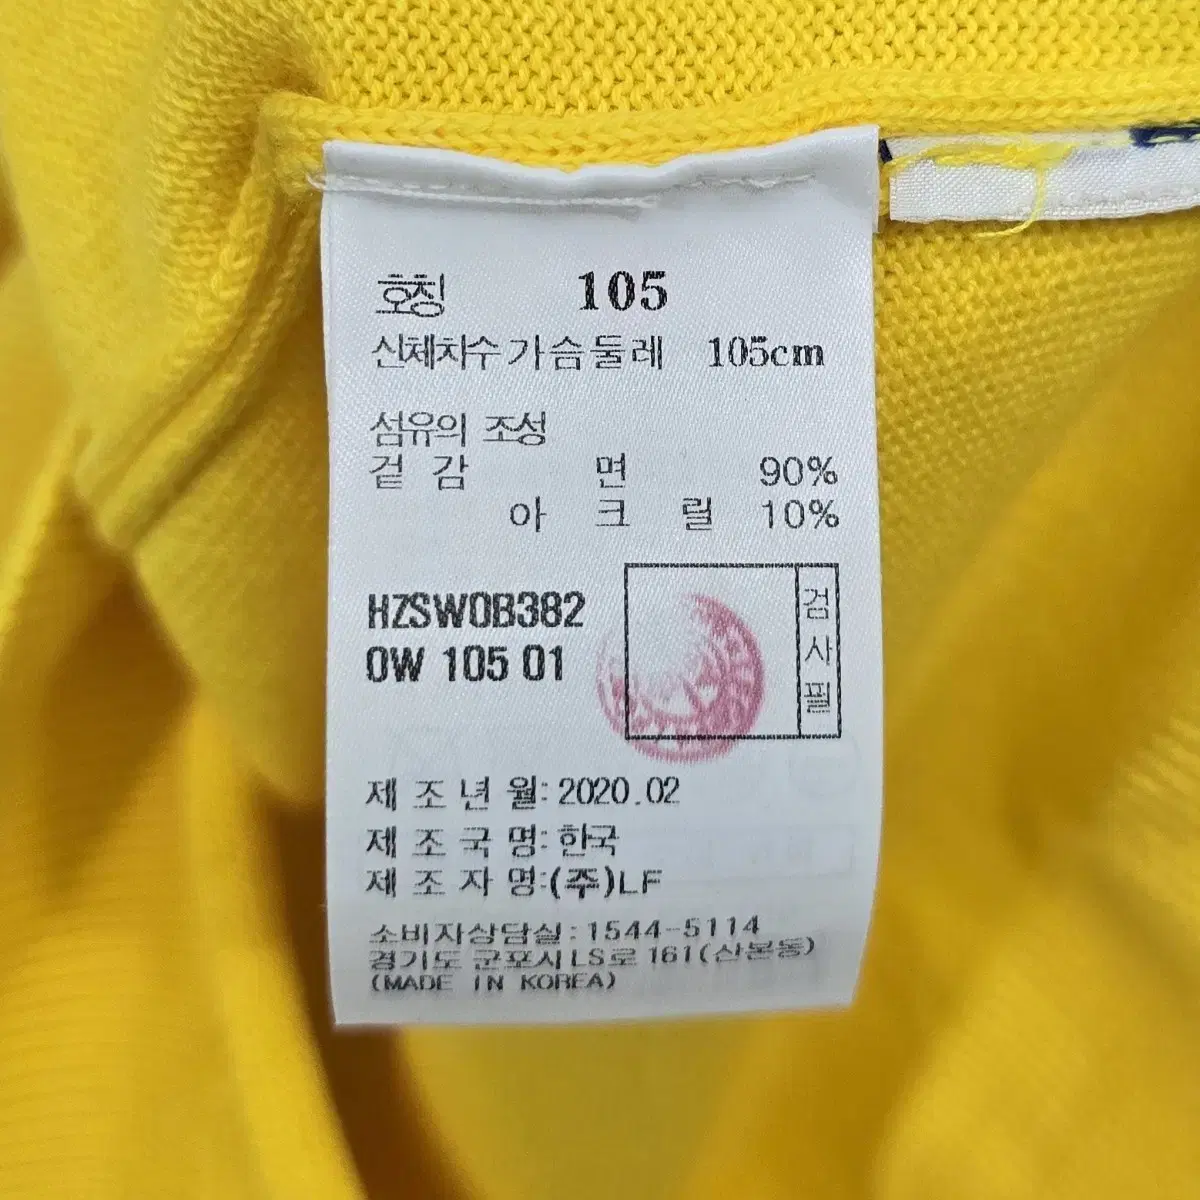 호칭 105
신체치수 가슴둘레 105cm
섬유의 조성
겉감 면 90%
아크릴 10%
HZSW0B382
0W 105 01
검사필
제조년월: 2020.02
제조국명: 한국
제조자명:(주)LF
소비자상담실:1544-5114
경기도 군포시 LS로 161(산본동)
(MADE IN KOREA)